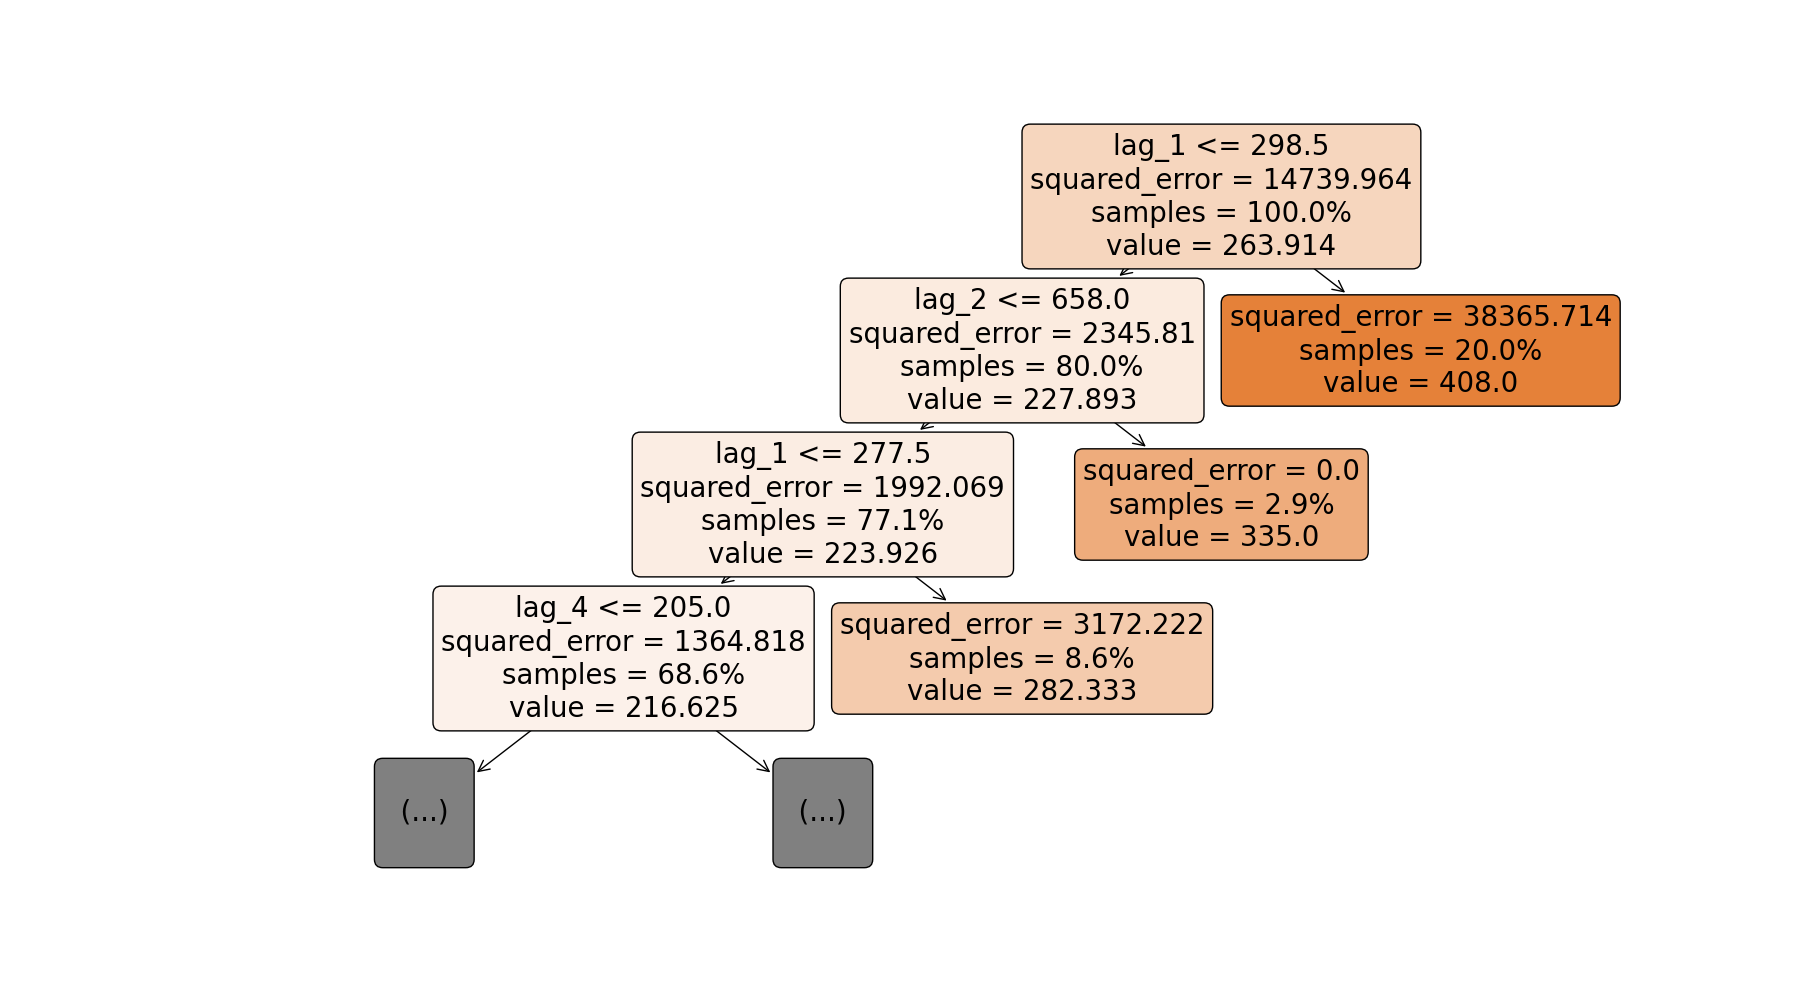 lag_1 <= 298.5
squared_error = 14739.964
samples = 100.0%
value = 263.914
lag_2 <= 658.0
squared_error = 2345.81
samples = 80.0%
value = 227.893
squared_error = 38365.714
samples = 20.0%
value = 408.0
lag_1 <= 277.5
squared_error = 1992.069
samples = 77.1%
value = 223.926
squared_error = 0.0
samples = 2.9%
value = 335.0
lag_4 <= 205.0
squared_error = 1364.818
samples = 68.6%
value = 216.625
squared_error = 3172.222
samples = 8.6%
value = 282.333
(...)
(...)